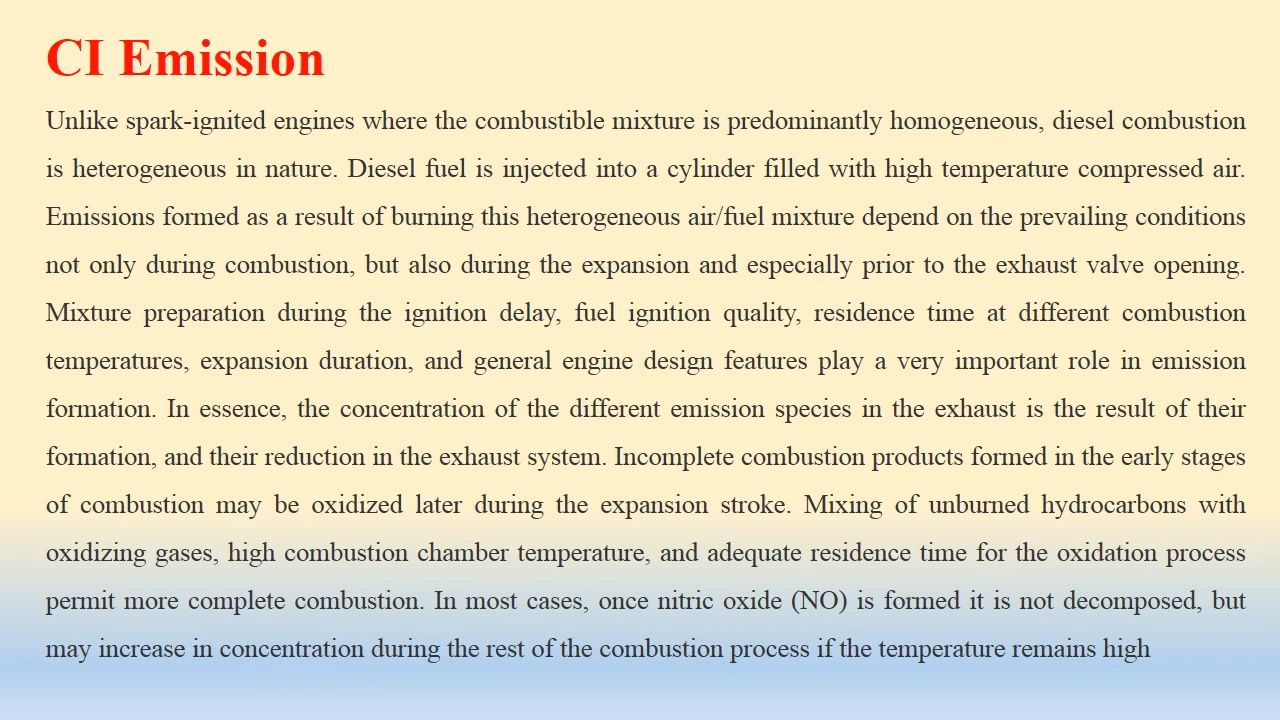 CI Emission
Unlike spark-ignited engines where the combustible mixture is predominantly homogeneous, diesel combustion
is heterogeneous in nature. Diesel fuel is injected into a cylinder filled with high temperature compressed air.
Emissions formed as a result of burning this heterogeneous air/fuel mixture depend on the prevailing conditions
not only during combustion, but also during the expansion and especially prior to the exhaust valve opening.
Mixture preparation during the ignition delay, fuel ignition quality, residence time at different combustion
temperatures, expansion duration, and general engine design features play a very important role in emission
formation. In essence, the concentration of the different emission species in the exhaust is the result of their
formation, and their reduction in the exhaust system. Incomplete combustion products formed in the early stages
of combustion may be oxidized later during the expansion stroke. Mixing of unburned hydrocarbons with
oxidizing gases, high combustion chamber temperature, and adequate residence time for the oxidation process
permit more complete combustion. In most cases, once nitric oxide (NO) is formed it is not decomposed, but
may increase in concentration during the rest of the combustion process if the temperature remains high